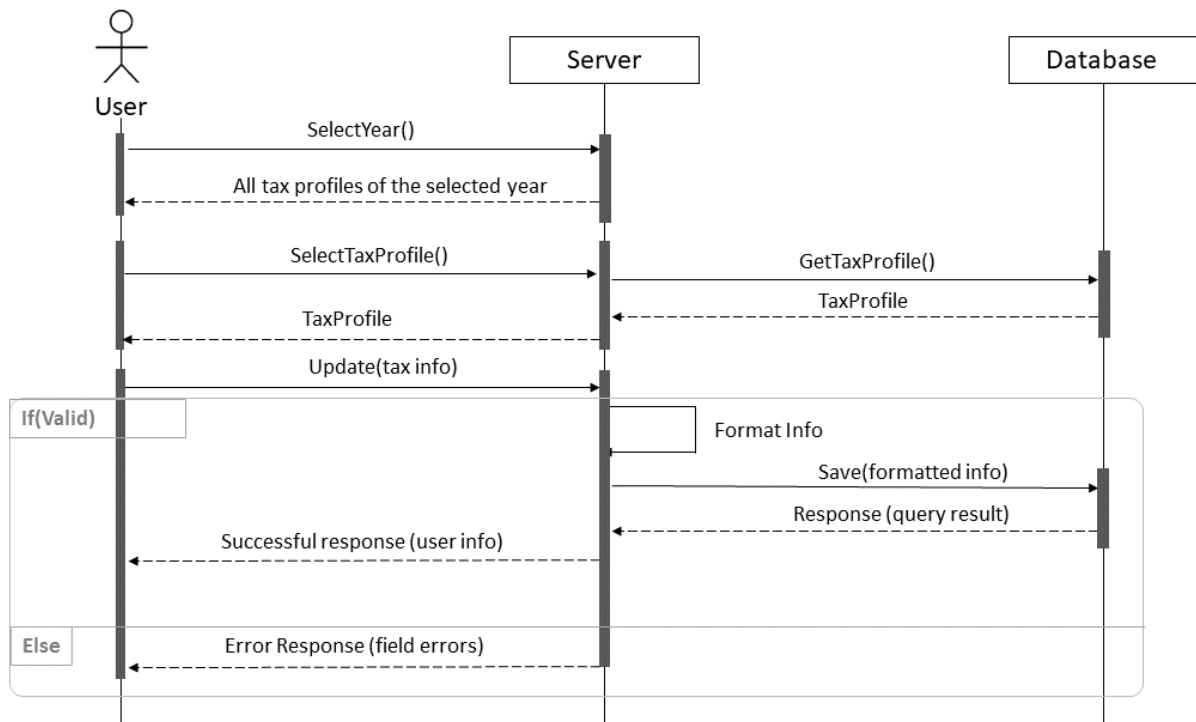 User
Server
Database
SelectYear()
All tax profiles of the selected year
SelectTaxProfile()
GetTaxProfile()
TaxProfile
TaxProfile
Update(tax info)
If(Valid)
Format Info
Save(formatted info)
Response (query result)
Successful response (user info)
Else
Error Response (field errors)